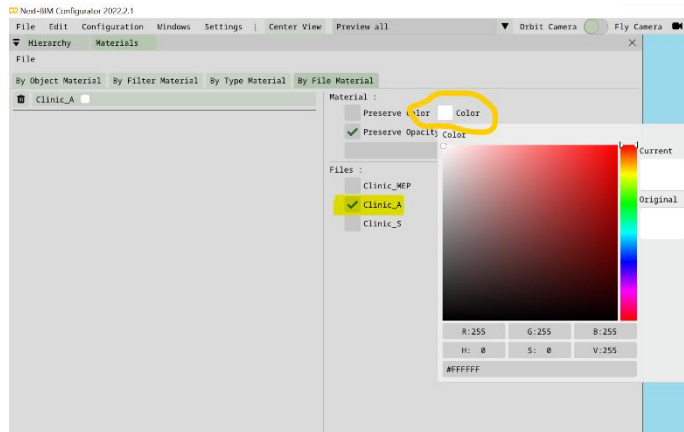 Next-BIM Configurator 2022.2.1
File Edit Configuration Windows Settings | Center View Preview all ▼ Orbit Camera Fly Camera
▼ Hierarchy Materials ×
File
By Object Material By Filter Material By Type Material By File Material
Clinic_A
Material :
Preserve Color Color
Preserve Opacity
Color
Current
Original
Files :
Clinic_MEP
Clinic_A
Clinic_S
R:255 G:255 B:255
H: 0 S: 0 V:255
#FFFFFF